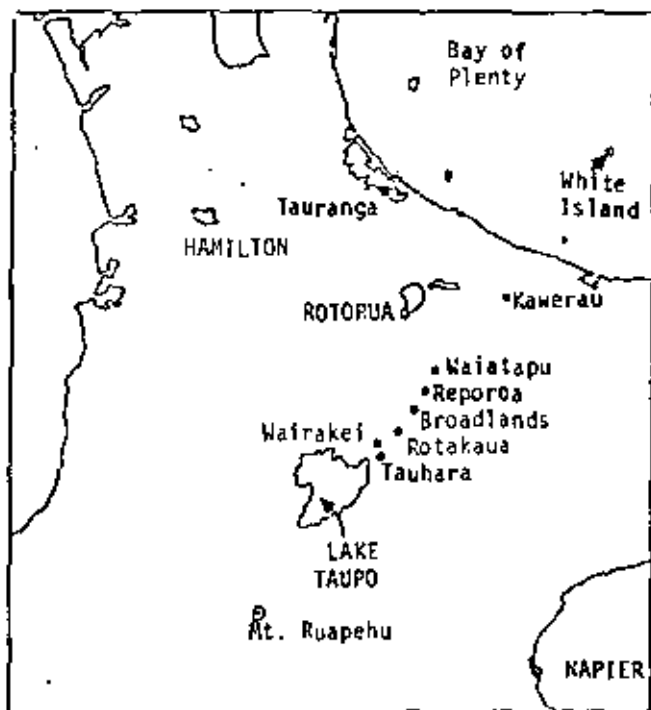 Bay of
Plenty
White
Island
Tauranga
HAMILTON
ROTORUA
Kawerau
Waiatapu
Reporoa
Broadlands
Wairakei
Rotakaua
Tauhara
LAKE
TAUPO
Mt. Ruapehu
KAPIER